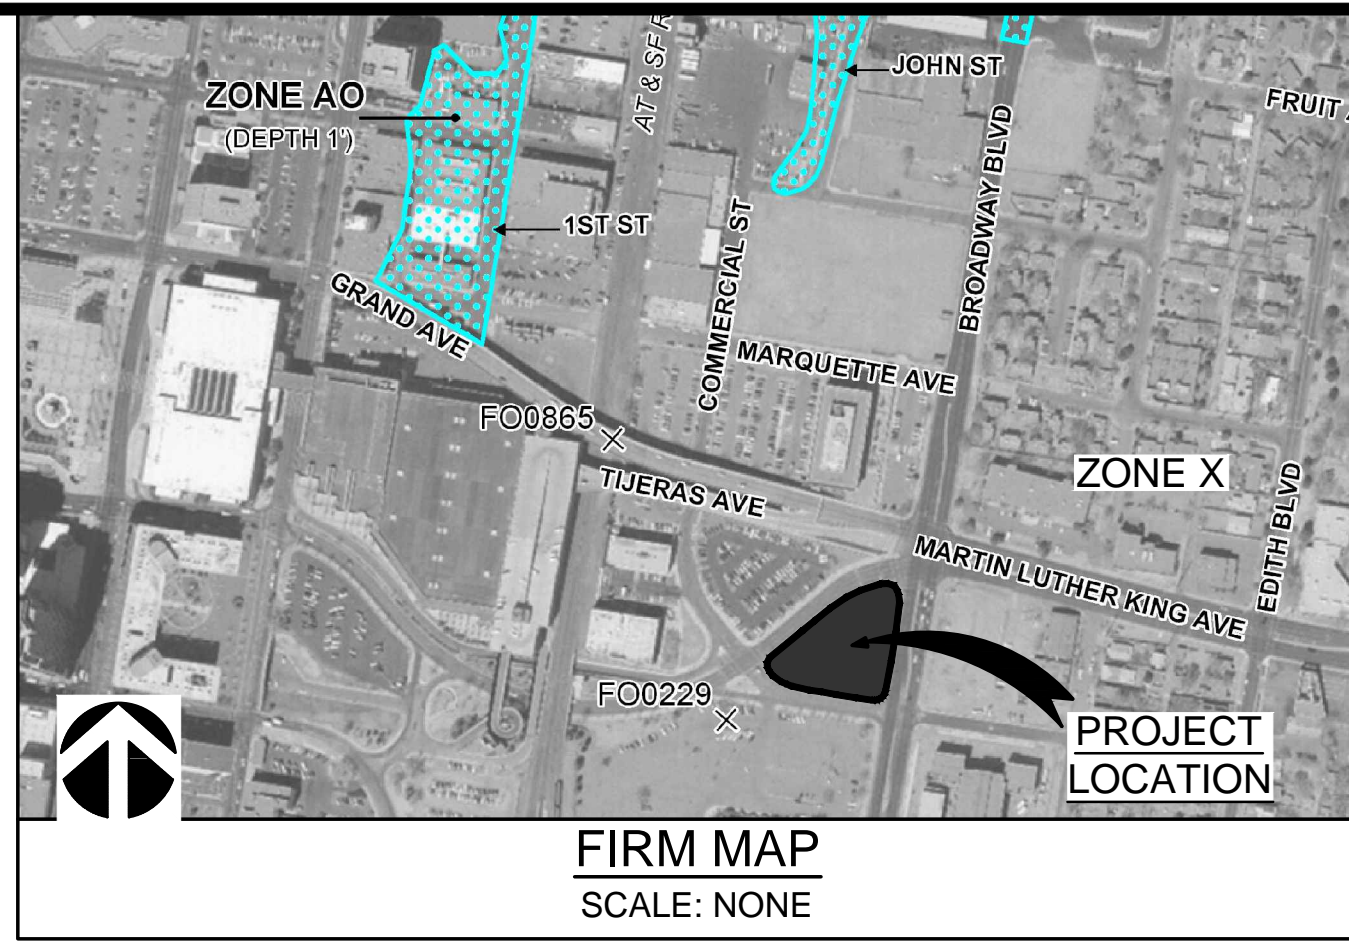 JOHN ST
ZONE AO
(DEPTH 1')
AT & SF R
FRUIT
BROADWAY BLVD
1ST ST
COMMERCIAL ST
GRAND AVE
MARQUETTE AVE
FO0865
TIJERAS AVE
ZONE X
EDITH BLVD
MARTIN LUTHER KING AVE
FO0229
PROJECT
LOCATION
FIRM MAP
SCALE: NONE